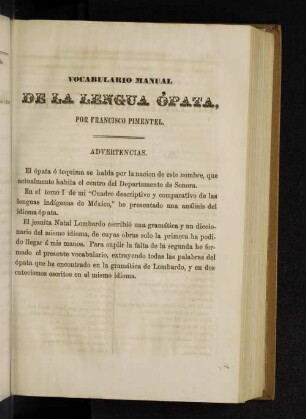 VOCABULARIO MANUAL
DE LA LENGUA ÓPATA,
POR FRANCISCO PIMENTEL.
ADVERTENCIAS.
El ópata ó teguima se habla por la nacion de este nombre, que
actualmente habita el centro del Departamento de Sonora.
En el tomo I de mi "Cuadro descriptivo y comparativo de las
lenguas indígenas de México," he presentado una análisis del
idioma ópata.
El jesuita Natal Lombardo escribió una gramática y un diccio-
nario del mismo idioma, de cuyas obras solo la primera ha podi-
do llegar á mis manos. Para suplir la falta de la segunda he for-
mado el presente vocabulario, extrayendo todas las palabras del
ópata que he encontrado en la gramática de Lombardo, y en dos
catecismos escritos en el mismo idioma.